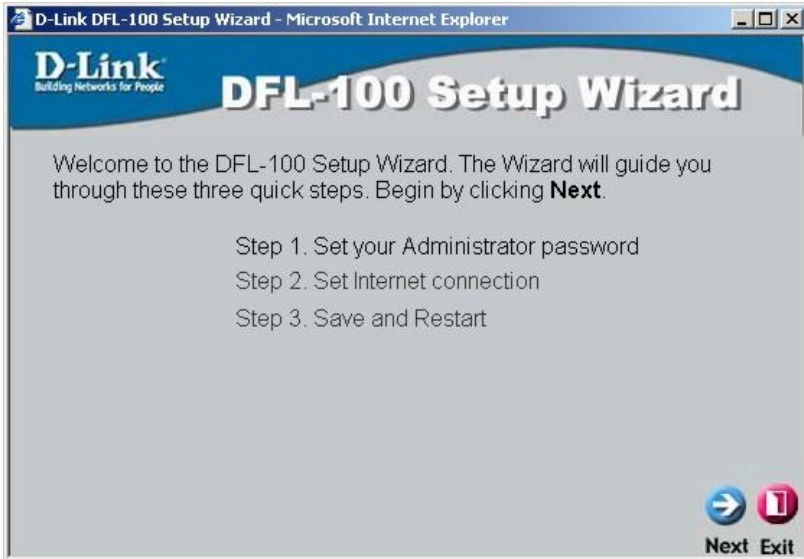 D-Link DFL-100 Setup Wizard - Microsoft Internet Explorer
D-Link
Building Networks for People
DFL-100 Setup Wizard
Welcome to the DFL-100 Setup Wizard. The Wizard will guide you
through these three quick steps. Begin by clicking Next.
Step 1. Set your Administrator password
Step 2. Set Internet connection
Step 3. Save and Restart
Next Exit